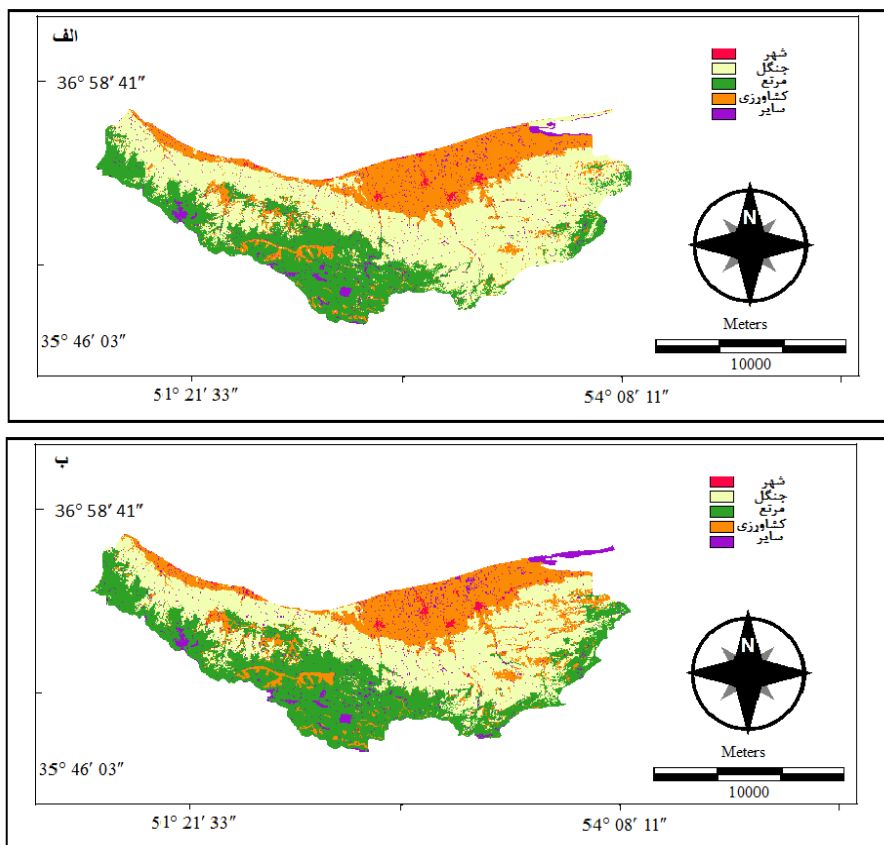 الف
شهر
جنگل
مرتع
کشاورزی
سایر
36° 58′ 41″
N
Meters
10000
35° 46′ 03″
51° 21′ 33″
54° 08′ 11″
ب
شهر
جنگل
مرتع
کشاورزی
سایر
36° 58′ 41″
N
Meters
10000
35° 46′ 03″
51° 21′ 33″
54° 08′ 11″